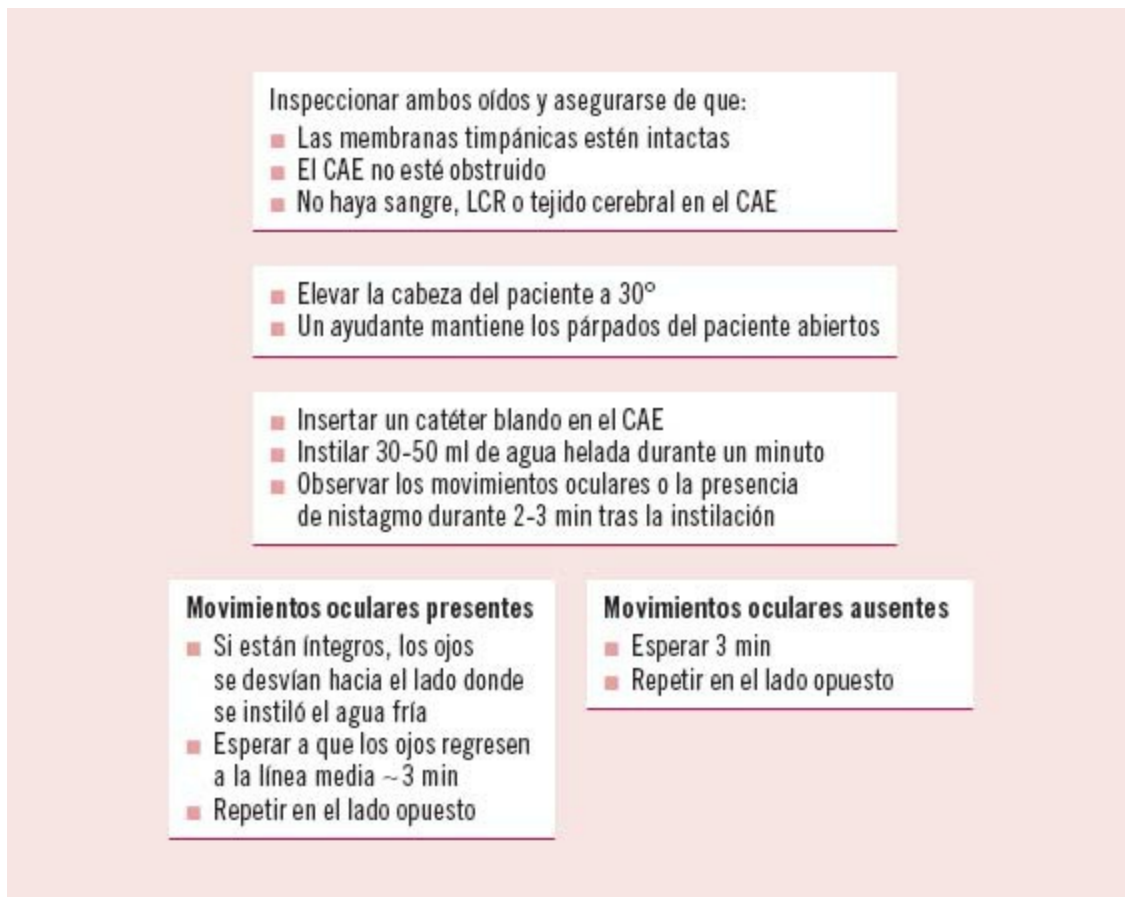 Inspeccionar ambos oídos y asegurarse de que:
■ Las membranas timpánicas estén intactas
■ El CAE no esté obstruido
■ No haya sangre, LCR o tejido cerebral en el CAE
■ Elevar la cabeza del paciente a 30°
■ Un ayudante mantiene los párpados del paciente abiertos
■ Insertar un catéter blando en el CAE
■ Instilar 30-50 ml de agua helada durante un minuto
■ Observar los movimientos oculares o la presencia
de nistagmo durante 2-3 min tras la instilación
Movimientos oculares presentes
■ Si están íntegros, los ojos
se desvían hacia el lado donde
se instiló el agua fría
■ Esperar a que los ojos regresen
a la línea media ~3 min
■ Repetir en el lado opuesto
Movimientos oculares ausentes
■ Esperar 3 min
■ Repetir en el lado opuesto